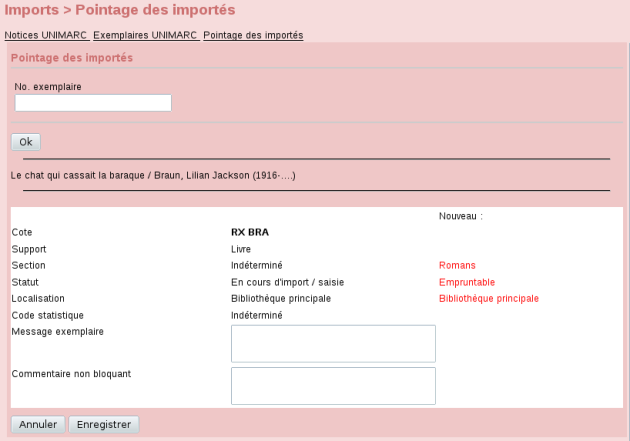 Imports > Pointage des importés
Notices UNIMARC Exemplaires UNIMARC Pointage des importés
Pointage des importés
No. exemplaire
Ok
Le chat qui cassait la baraque / Braun, Lilian Jackson (1916-....)
Nouveau :
Cote RX BRA
Support Livre
Section Indéterminé Romans
Statut En cours d'import / saisie Empruntable
Localisation Bibliothéque principale Bibliothéque principale
Code statistique Indéterminé
Message exemplaire
Commentaire non bloquant
Annuler Enregistrer